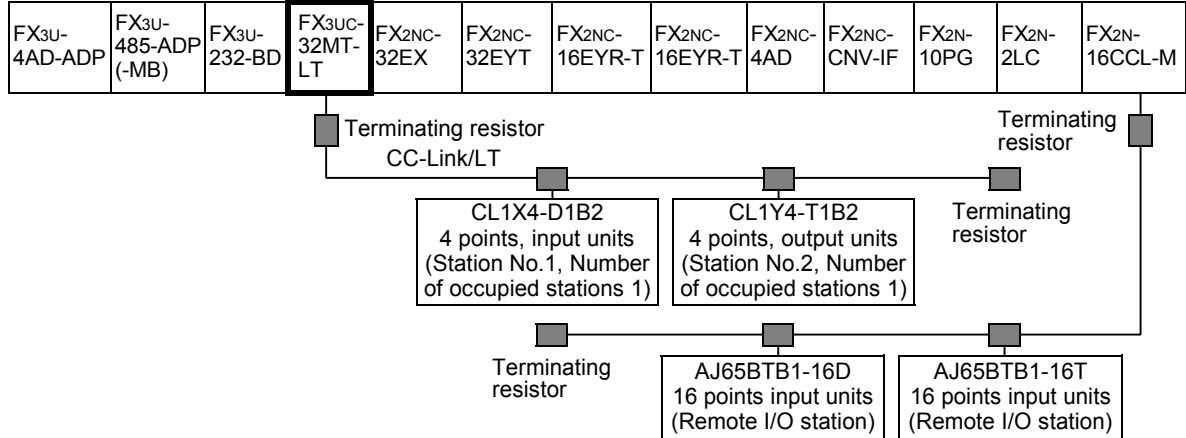 FX3U-
4AD-ADP
FX3U-
485-ADP
(-MB)
FX3U-
232-BD
FX3UC-
32MT-
LT
FX2NC-
32EX
FX2NC-
32EYT
FX2NC-
16EYR-T
FX2NC-
16EYR-T
FX2NC-
4AD
FX2NC-
CNV-IF
FX2N-
10PG
FX2N-
2LC
FX2N-
16CCL-M
Terminating resistor
CC-Link/LT
Terminating
resistor
CL1X4-D1B2
4 points, input units
(Station No.1, Number
of occupied stations 1)
CL1Y4-T1B2
4 points, output units
(Station No.2, Number
of occupied stations 1)
Terminating
resistor
Terminating
resistor
AJ65BTB1-16D
16 points input units
(Remote I/O station)
AJ65BTB1-16T
16 points input units
(Remote I/O station)